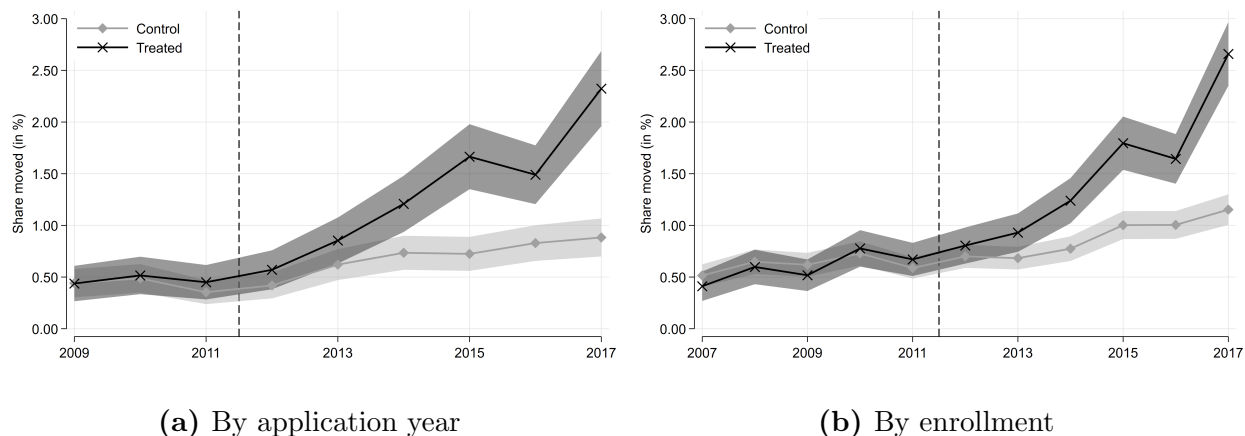 3.00
2.50
2.00
1.50
1.00
0.50
0.00
Share moved (in %)
Control
Treated
2009 2011 2013 2015 2017
(a) By application year
3.00
2.50
2.00
1.50
1.00
0.50
0.00
Share moved (in %)
Control
Treated
2007 2009 2011 2013 2015 2017
(b) By enrollment